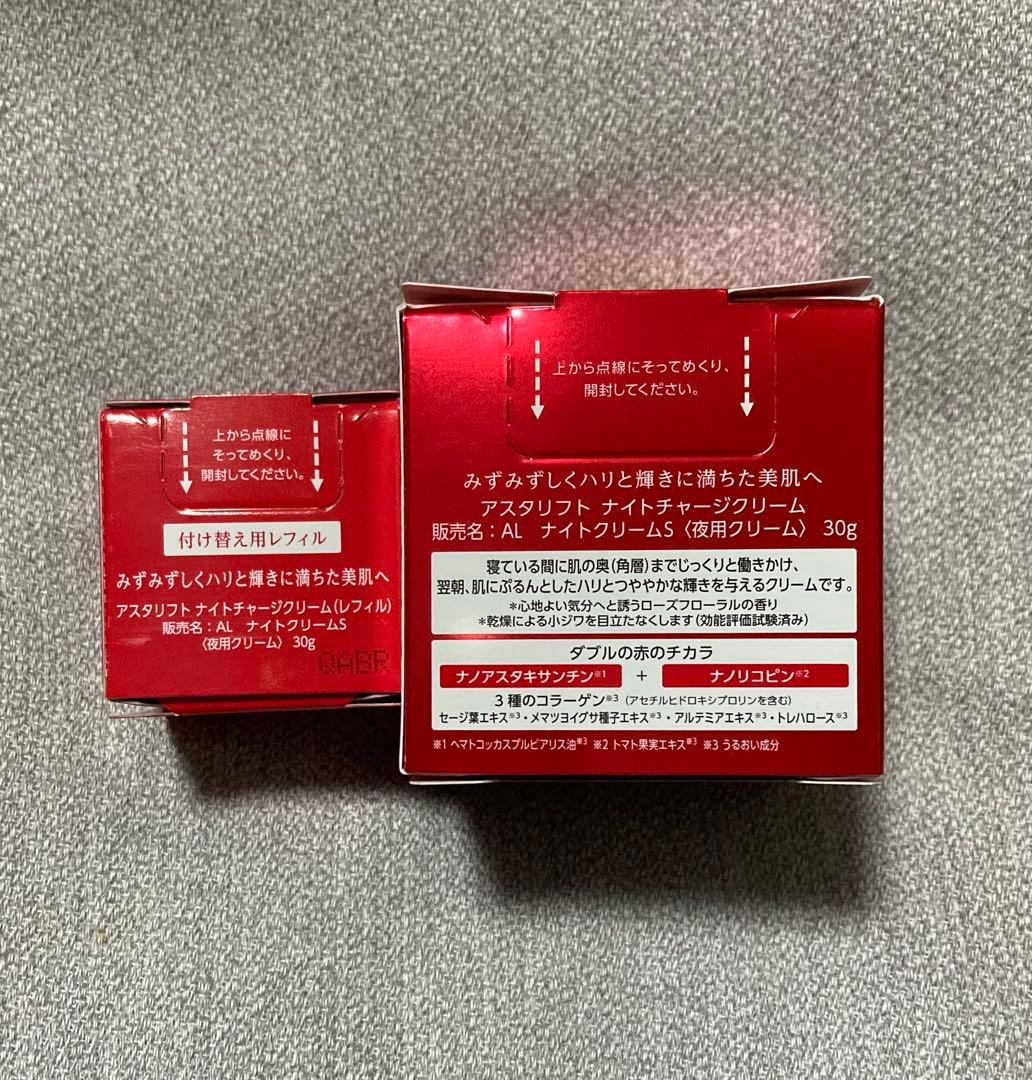 上から点線に
そってめくり、
開封してください。
付け替え用レフィル
みずみずしくハリと輝きに満ちた美肌へ
アスタリフト ナイトチャージクリーム(レフィル)
販売名：AL ナイトクリームS
〈夜用クリーム〉 30g
QABR
上から点線にそってめくり、
開封してください。
みずみずしくハリと輝きに満ちた美肌へ
アスタリフト ナイトチャージクリーム
販売名：AL ナイトクリームS〈夜用クリーム〉 30g
寝ている間に肌の奥(角層)までじっくりと働きかけ、
翌朝、肌にぷるんとしたハリとつややかな輝きを与えるクリームです。
＊心地よい気分へと誘うローズフローラルの香り
＊乾燥による小ジワを目立たなくします(効能評価試験済み)
ダブルの赤のチカラ
ナノアスタキサンチン※1 + ナノリコピン※2
3種のコラーゲン※3 (アセチルヒドロキシプロリンを含む)
セージ葉エキス※3・メマツヨイグサ種子エキス※3・アルテミアエキス※3・トレハロース※3
※1 ヘマトコッカスプルビアリス油※3 ※2 トマト果実エキス※3 ※3 うるおい成分